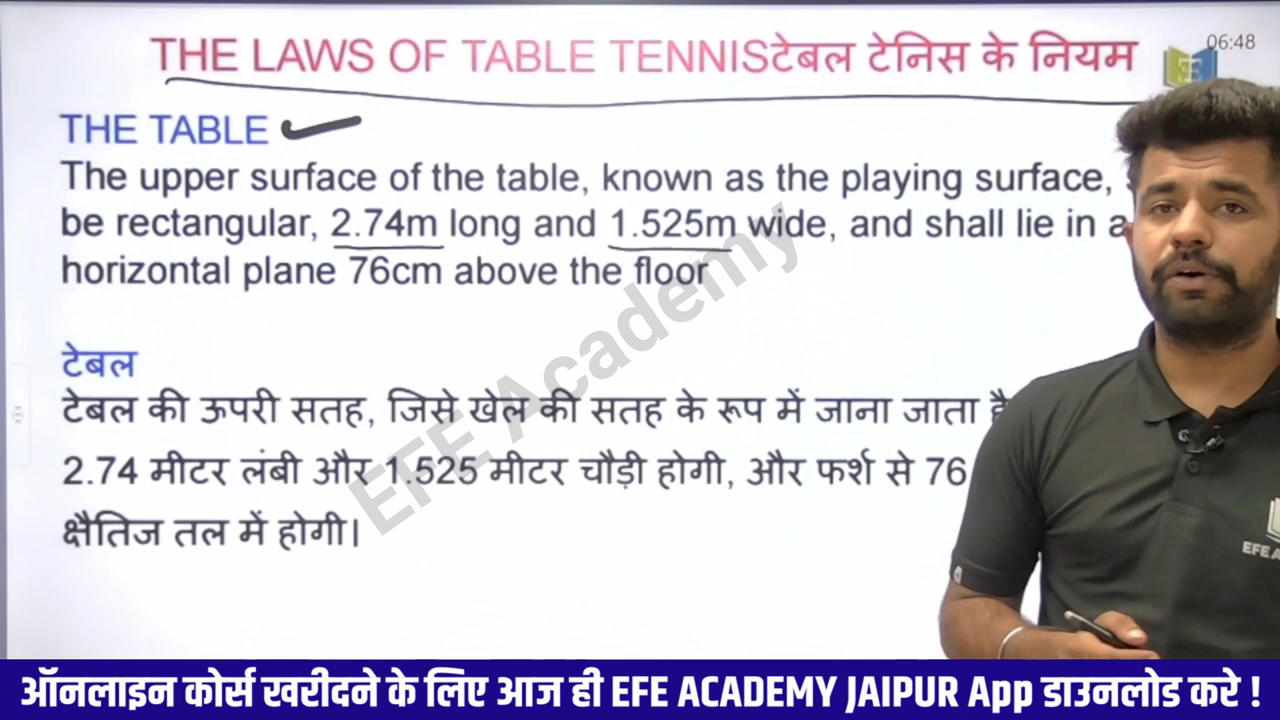 THE LAWS OF TABLE TENNISटेबल टेनिस के नियम
06:48
THE TABLE
The upper surface of the table, known as the playing surface,
be rectangular, 2.74m long and 1.525m wide, and shall lie in a
horizontal plane 76cm above the floor
EFE Academy
टेबल
टेबल की ऊपरी सतह, जिसे खेल की सतह के रूप में जाना जाता है
2.74 मीटर लंबी और 1.525 मीटर चौड़ी होगी, और फर्श से 76
क्षैतिज तल में होगी।
EFE A
ऑनलाइन कोर्स खरीदने के लिए आज ही EFE ACADEMY JAIPUR App डाउनलोड करे !